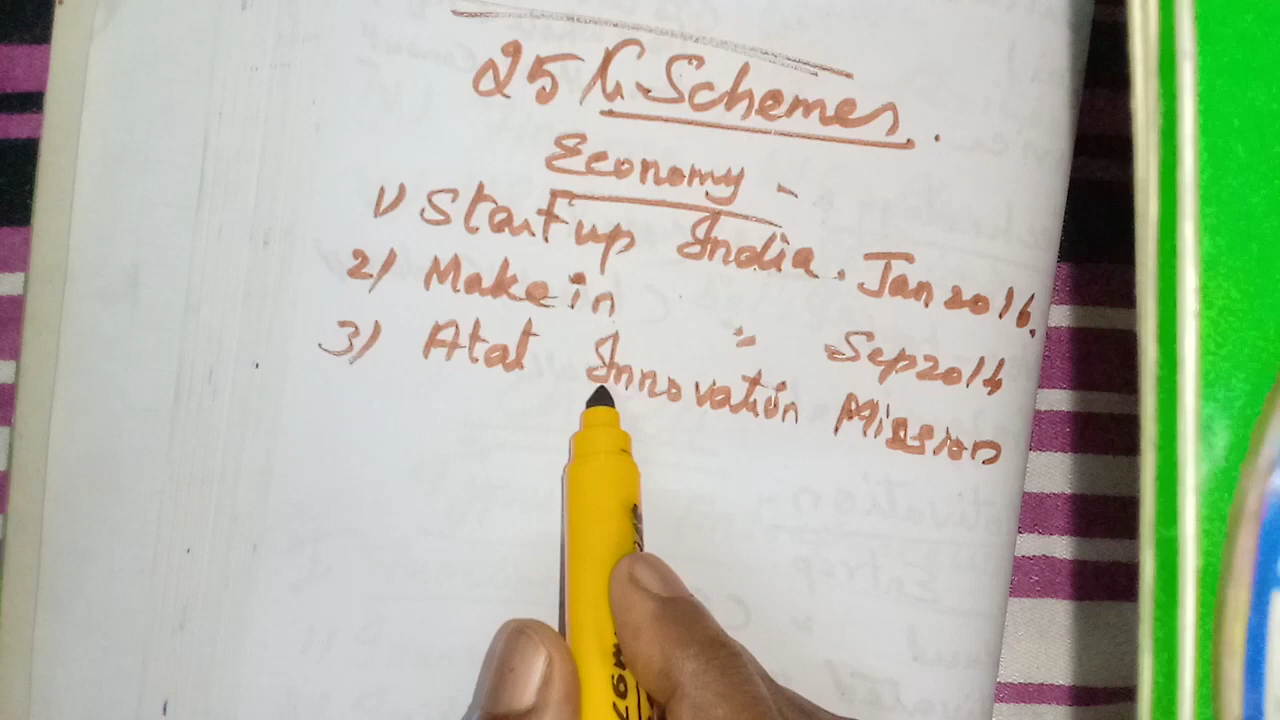 25 G. Schemes.
Economy -
1) Startup India. Jan 2016.
2) Make in " Sep 2014
3) Atal Innovation Mission